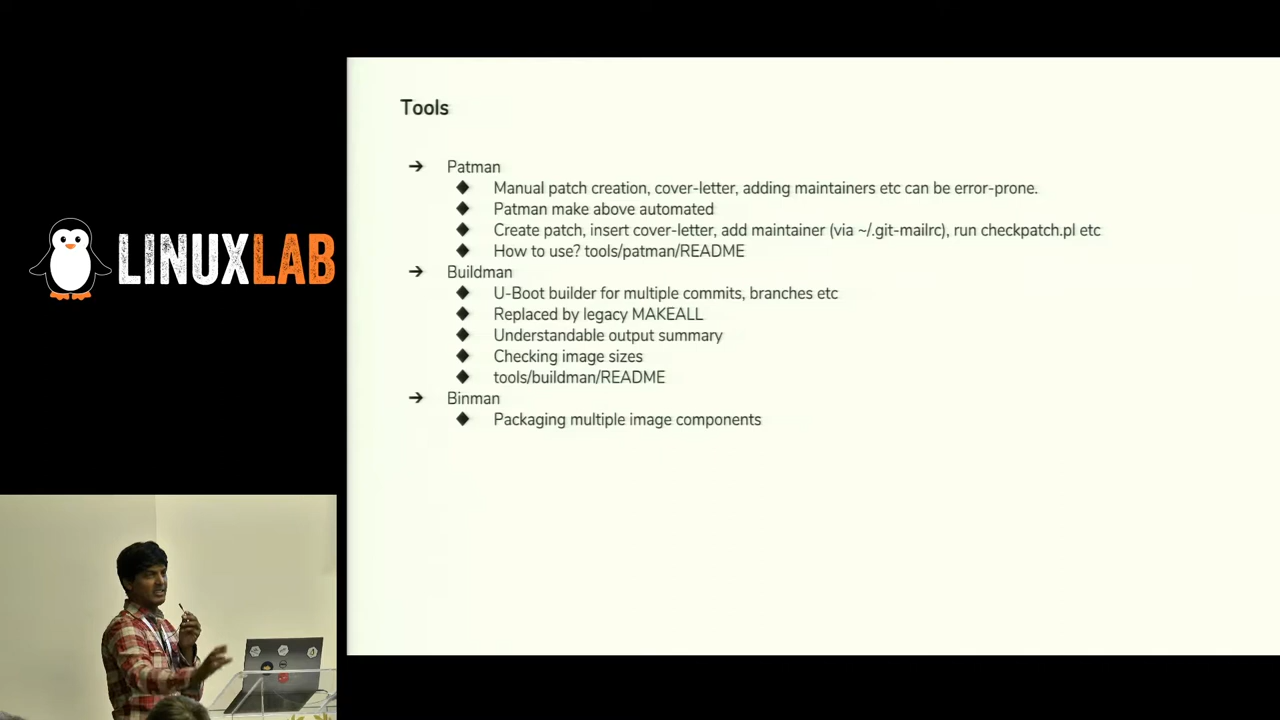 LINUXLAB
Tools
➔ Patman
◆ Manual patch creation, cover-letter, adding maintainers etc can be error-prone.
◆ Patman make above automated
◆ Create patch, insert cover-letter, add maintainer (via ~/.git-mailrc), run checkpatch.pl etc
◆ How to use? tools/patman/README
➔ Buildman
◆ U-Boot builder for multiple commits, branches etc
◆ Replaced by legacy MAKEALL
◆ Understandable output summary
◆ Checking image sizes
◆ tools/buildman/README
➔ Binman
◆ Packaging multiple image components